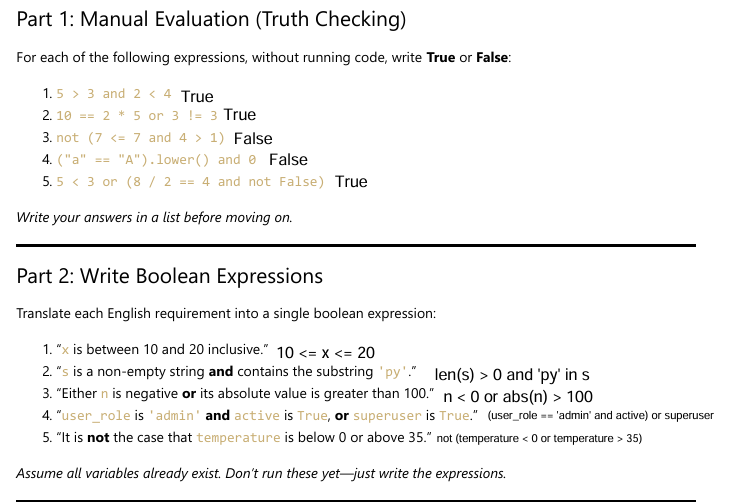 Part 1: Manual Evaluation (Truth Checking)
For each of the following expressions, without running code, write True or False:
1. 5 > 3 and 2 < 4 True
2. 10 == 2 * 5 or 3 != 3 True
3. not (7 <= 7 and 4 > 1) False
4. ("a" == "A").lower() and 0 False
5. 5 < 3 or (8 / 2 == 4 and not False) True
Write your answers in a list before moving on.
Part 2: Write Boolean Expressions
Translate each English requirement into a single boolean expression:
1. “x is between 10 and 20 inclusive.” 10 <= x <= 20
2. “s is a non-empty string and contains the substring 'py'.” len(s) > 0 and 'py' in s
3. “Either n is negative or its absolute value is greater than 100.” n < 0 or abs(n) > 100
4. “user_role is 'admin' and active is True, or superuser is True.” (user_role == 'admin' and active) or superuser
5. “It is not the case that temperature is below 0 or above 35.” not (temperature < 0 or temperature > 35)
Assume all variables already exist. Don’t run these yet—just write the expressions.